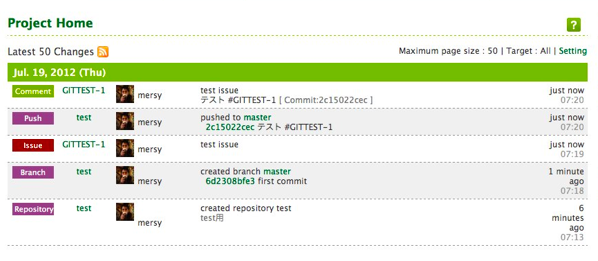 Project Home
?
Latest 50 Changes
Maximum page size : 50 | Target : All | Setting
Jul. 19, 2012 (Thu)
Comment GITTEST-1 mersy test issue just now
テスト #GITTEST-1 [ Commit:2c15022cec ] 07:20
Push test mersy pushed to master just now
2c15022cec テスト #GITTEST-1 07:20
Issue GITTEST-1 mersy test issue just now
07:19
Branch test mersy created branch master 1 minute
6d2308bfe3 first commit ago
07:18
Repository test mersy created repository test 6
test用 minutes
ago
07:13